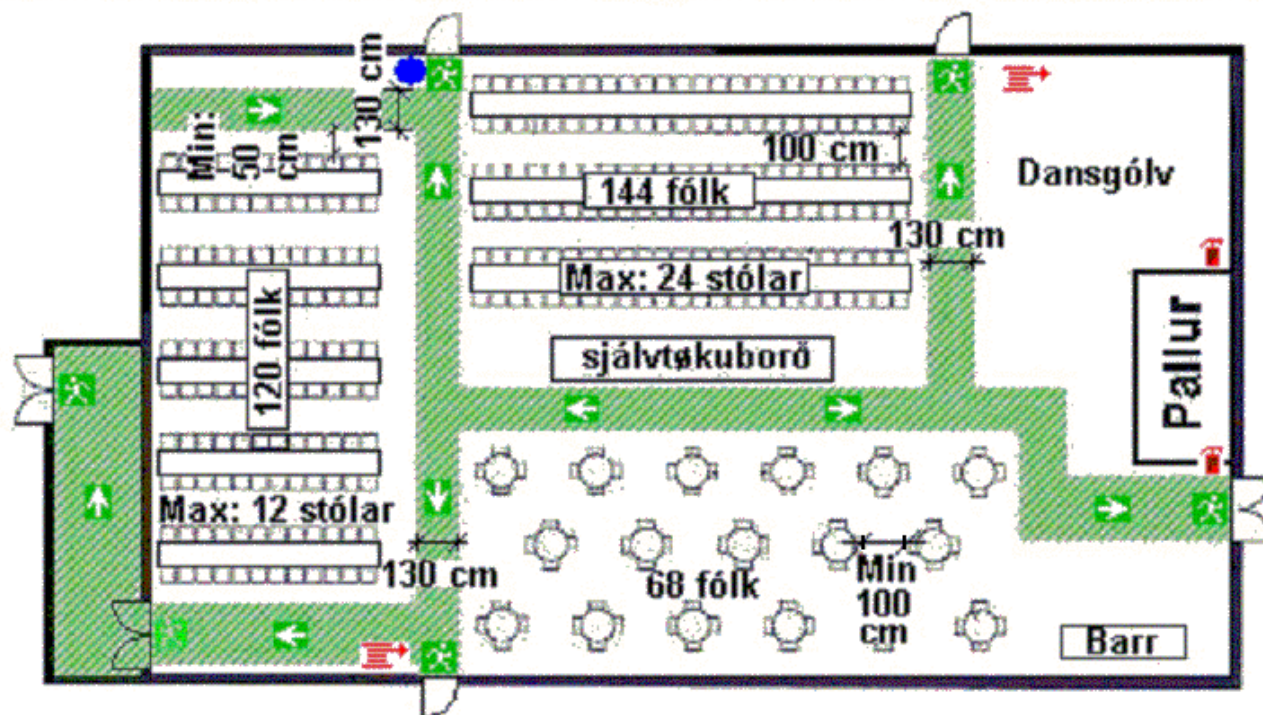 130 cm
Min:
50
cm
100 cm
144 fólk
Dansgólv
130 cm
Max: 24 stólar
120 fólk
sjálvtøkuborð
Pallur
Max: 12 stólar
130 cm
68 fólk
Min
100
cm
Barr